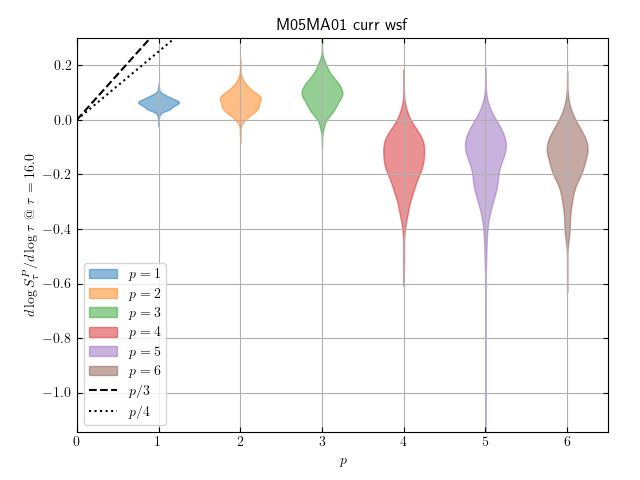 M05MA01 curr wsf
d log S_τ^P / d log τ @ τ = 16.0
0.2
0.0
−0.2
−0.4
−0.6
−0.8
−1.0
p = 1
p = 2
p = 3
p = 4
p = 5
p = 6
p/3
p/4
0 1 2 3 4 5 6
p